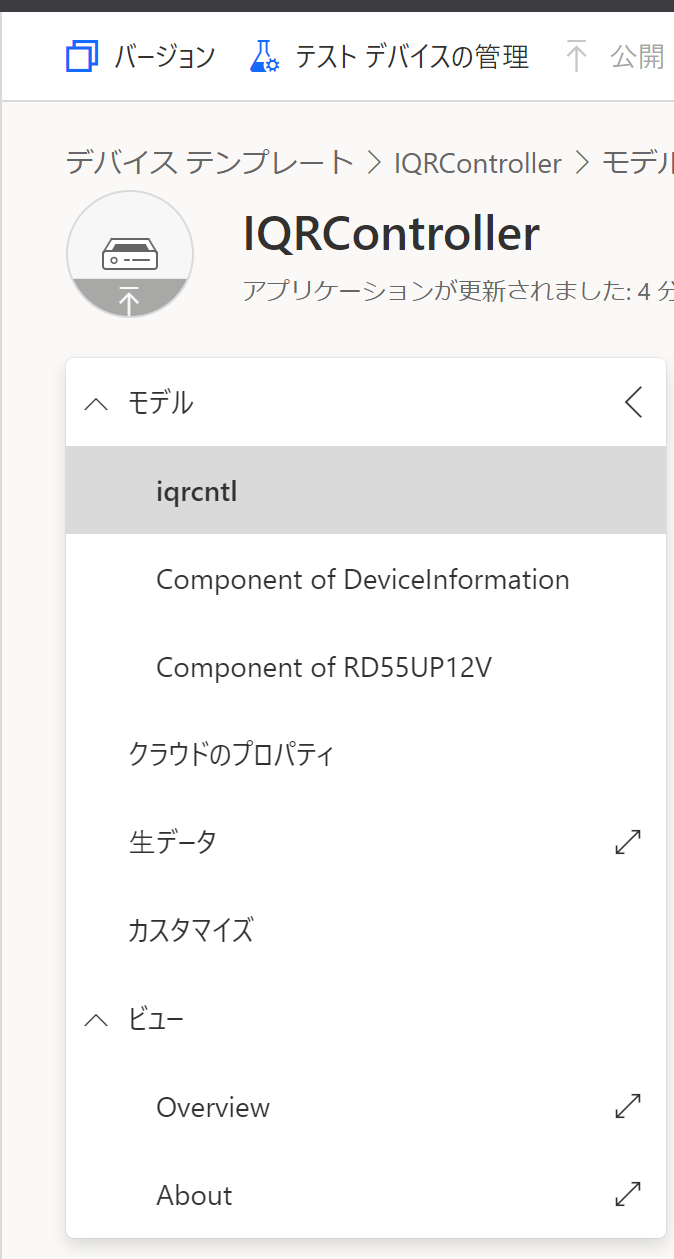 バージョン テスト デバイスの管理 公開
デバイス テンプレート > IQRController > モデル
IQRController
アプリケーションが更新されました: 4 分
モデル
iqrcntl
Component of DeviceInformation
Component of RD55UP12V
クラウドのプロパティ
生データ
カスタマイズ
ビュー
Overview
About